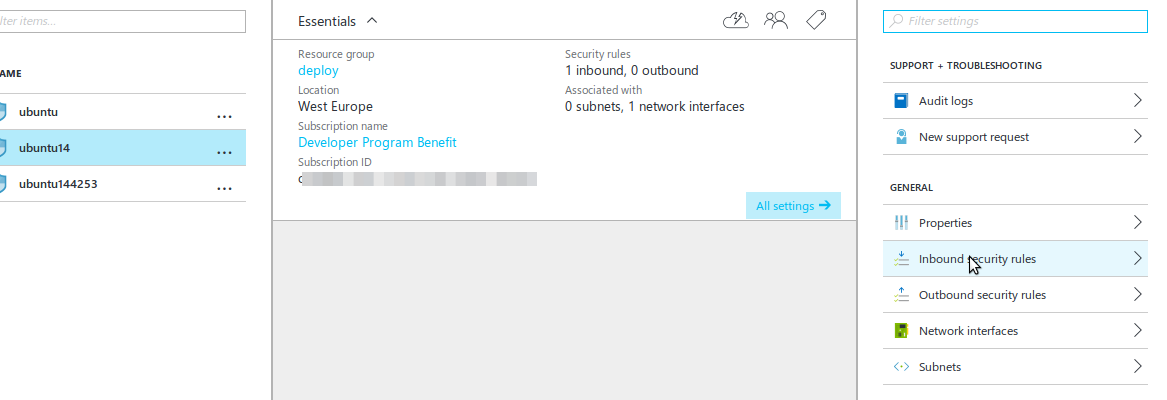 lter items...
AME
ubuntu
...
ubuntu14
...
ubuntu144253
...
Essentials
Resource group
deploy
Location
West Europe
Subscription name
Developer Program Benefit
Subscription ID
Security rules
1 inbound, 0 outbound
Associated with
0 subnets, 1 network interfaces
All settings
Filter settings
SUPPORT + TROUBLESHOOTING
Audit logs
New support request
GENERAL
Properties
Inbound security rules
Outbound security rules
Network interfaces
Subnets